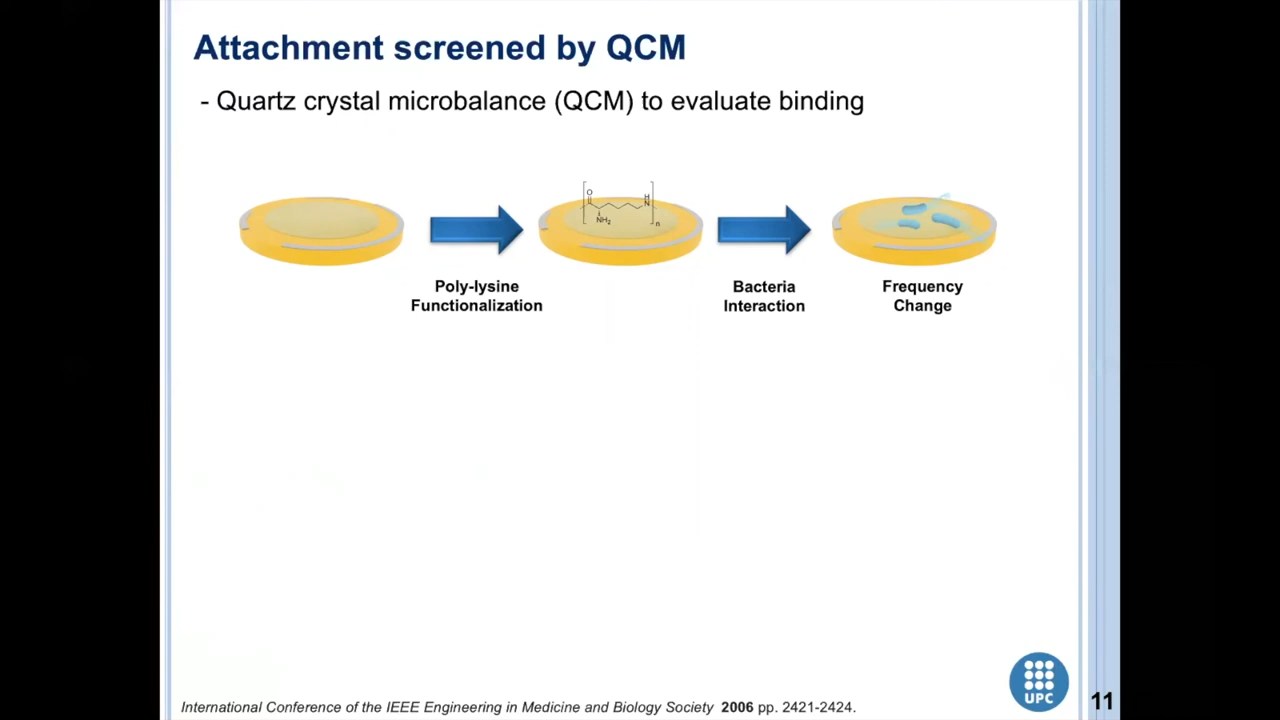 Attachment screened by QCM
- Quartz crystal microbalance (QCM) to evaluate binding
O
NH2
H
N
n
Poly-lysine
Functionalization
Bacteria
Interaction
Frequency
Change
UPC
International Conference of the IEEE Engineering in Medicine and Biology Society 2006 pp. 2421-2424.
11